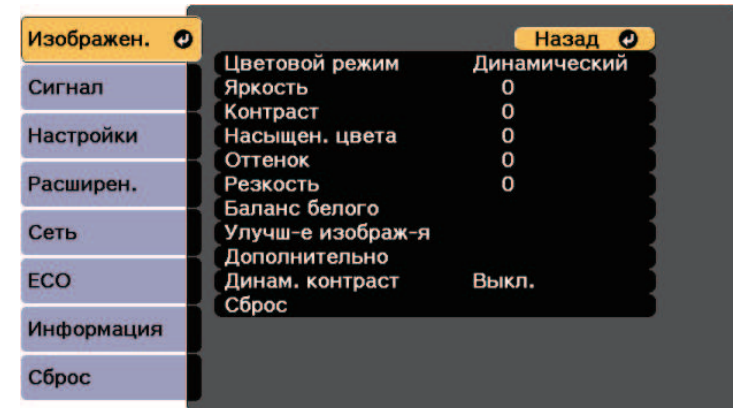 Изображен.
Сигнал
Настройки
Расширен.
Сеть
ECO
Информация
Сброс
Назад
Цветовой режим Динамический
Яркость 0
Контраст 0
Насыщен. цвета 0
Оттенок 0
Резкость 0
Баланс белого
Улучш-е изображ-я
Дополнительно
Динам. контраст Выкл.
Сброс